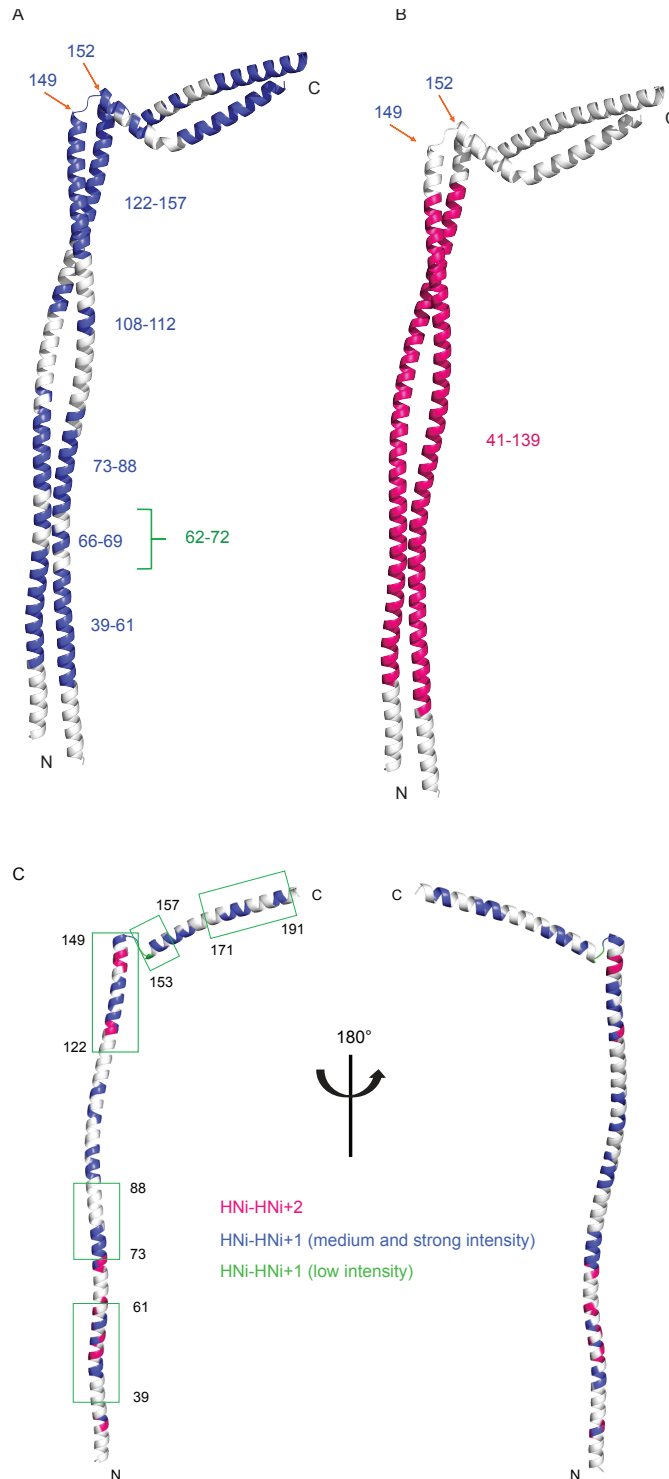 A
B
152
149
C
152
149
C
122-157
108-112
41-139
73-88
66-69
62-72
39-61
N
N
C
157
C
C
149
171
191
153
122
180°
88
HNi-HNi+2
HNi-HNi+1 (medium and strong intensity)
73
HNi-HNi+1 (low intensity)
61
39
N
N